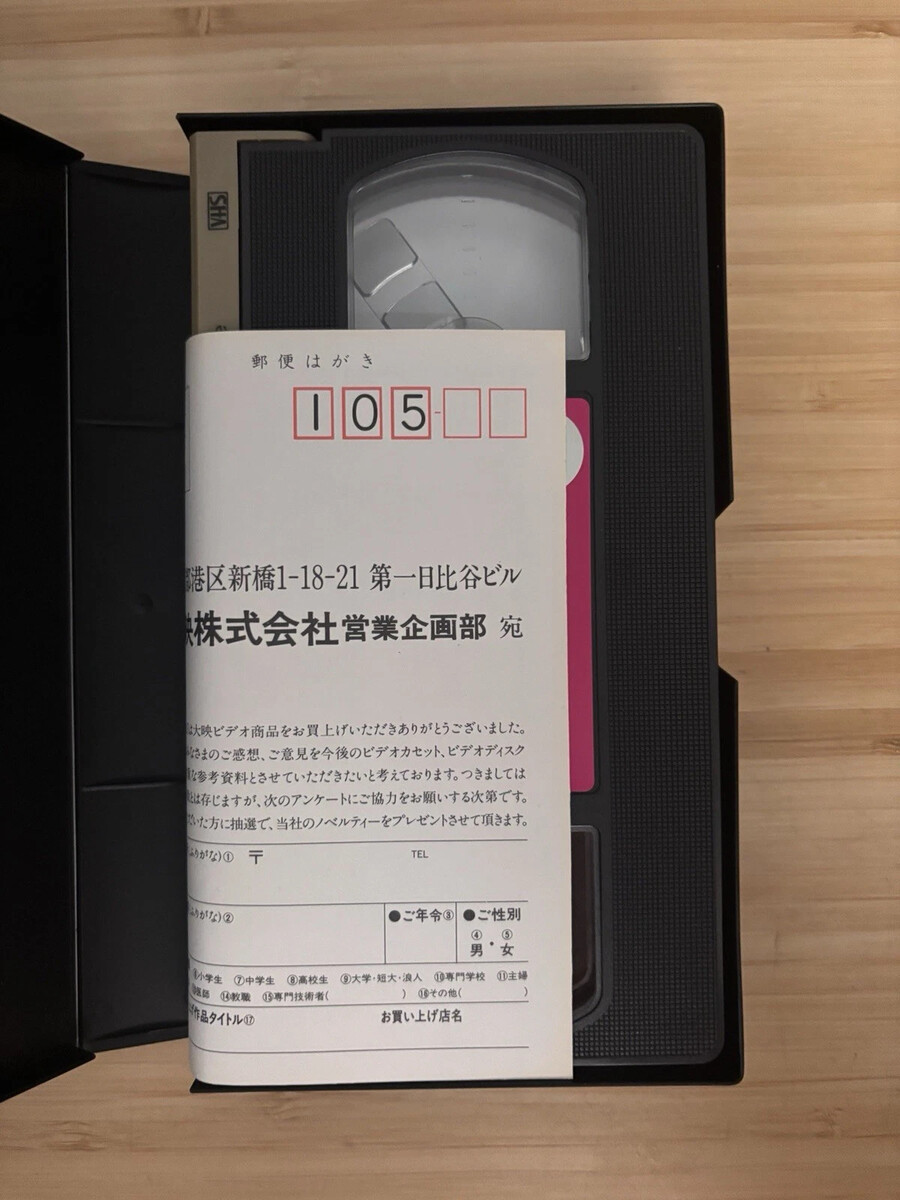 VHS
郵便はがき
105-
港区新橋1-18-21 第一日比谷ビル
株式会社営業企画部 宛
は大映ビデオ商品をお買上げいただきありがとうございました。
なさまのご感想、ご意見を今後のビデオカセット、ビデオディスク
な参考資料とさせていただきたいと考えております。つきましては
とは存じますが、次のアンケートにご協力をお願いする次第です。
いた方に抽選で、当社のノベルティーをプレゼントさせて頂きます。
ふりがな)① 〒 TEL
ふりがな)② ●ご年令③ ●ご性別
④男・⑤女
⑥小学生 ⑦中学生 ⑧高校生 ⑨大学・短大・浪人 ⑩専門学校 ⑪主婦
医師 ⑭教職 ⑮専門技術者( ) ⑯その他( )
作品タイトル⑰ お買い上げ店名